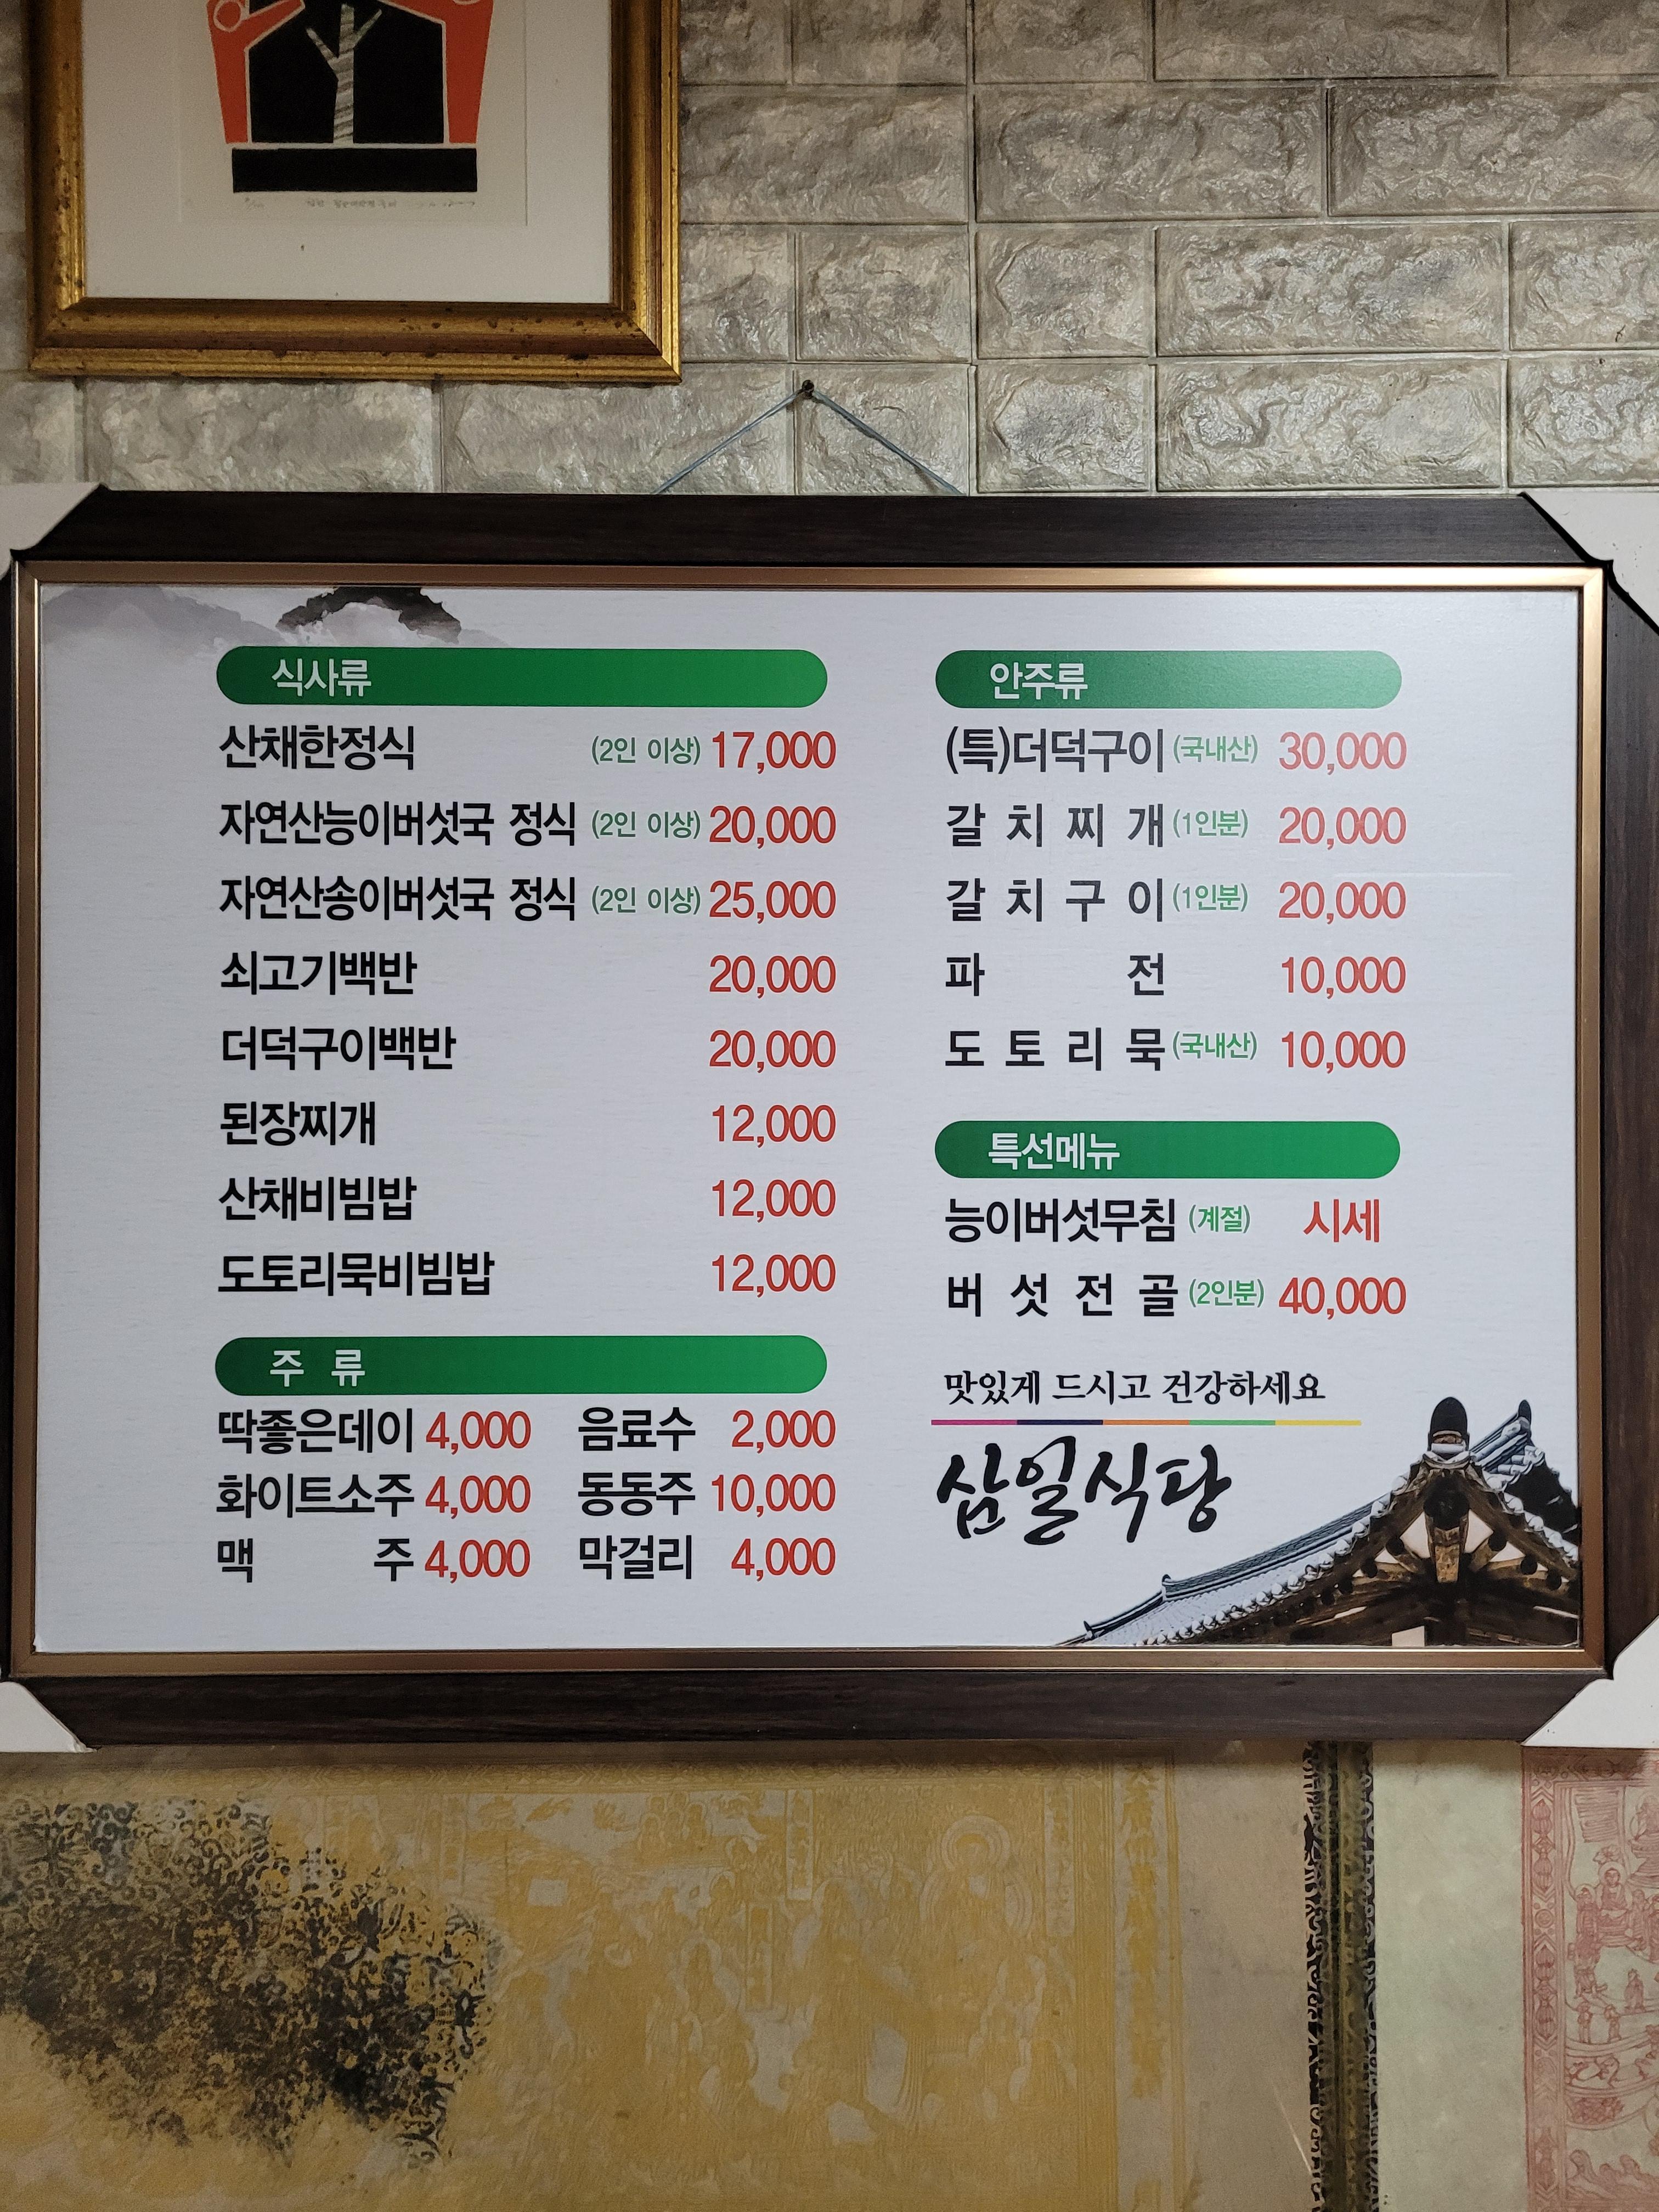 식사류
산채한정식 (2인 이상) 17,000
자연산능이버섯국 정식 (2인 이상) 20,000
자연산송이버섯국 정식 (2인 이상) 25,000
쇠고기백반 20,000
더덕구이백반 20,000
된장찌개 12,000
산채비빔밥 12,000
도토리묵비빔밥 12,000
주 류
딱좋은데이 4,000 음료수 2,000
화이트소주 4,000 동동주 10,000
맥 주 4,000 막걸리 4,000
안주류
(특)더덕구이 (국내산) 30,000
갈 치 찌 개 (1인분) 20,000
갈 치 구 이 (1인분) 20,000
파 전 10,000
도 토 리 묵 (국내산) 10,000
특선메뉴
능이버섯무침 (계절) 시세
버 섯 전 골 (2인분) 40,000
맛있게 드시고 건강하세요
삼일식당